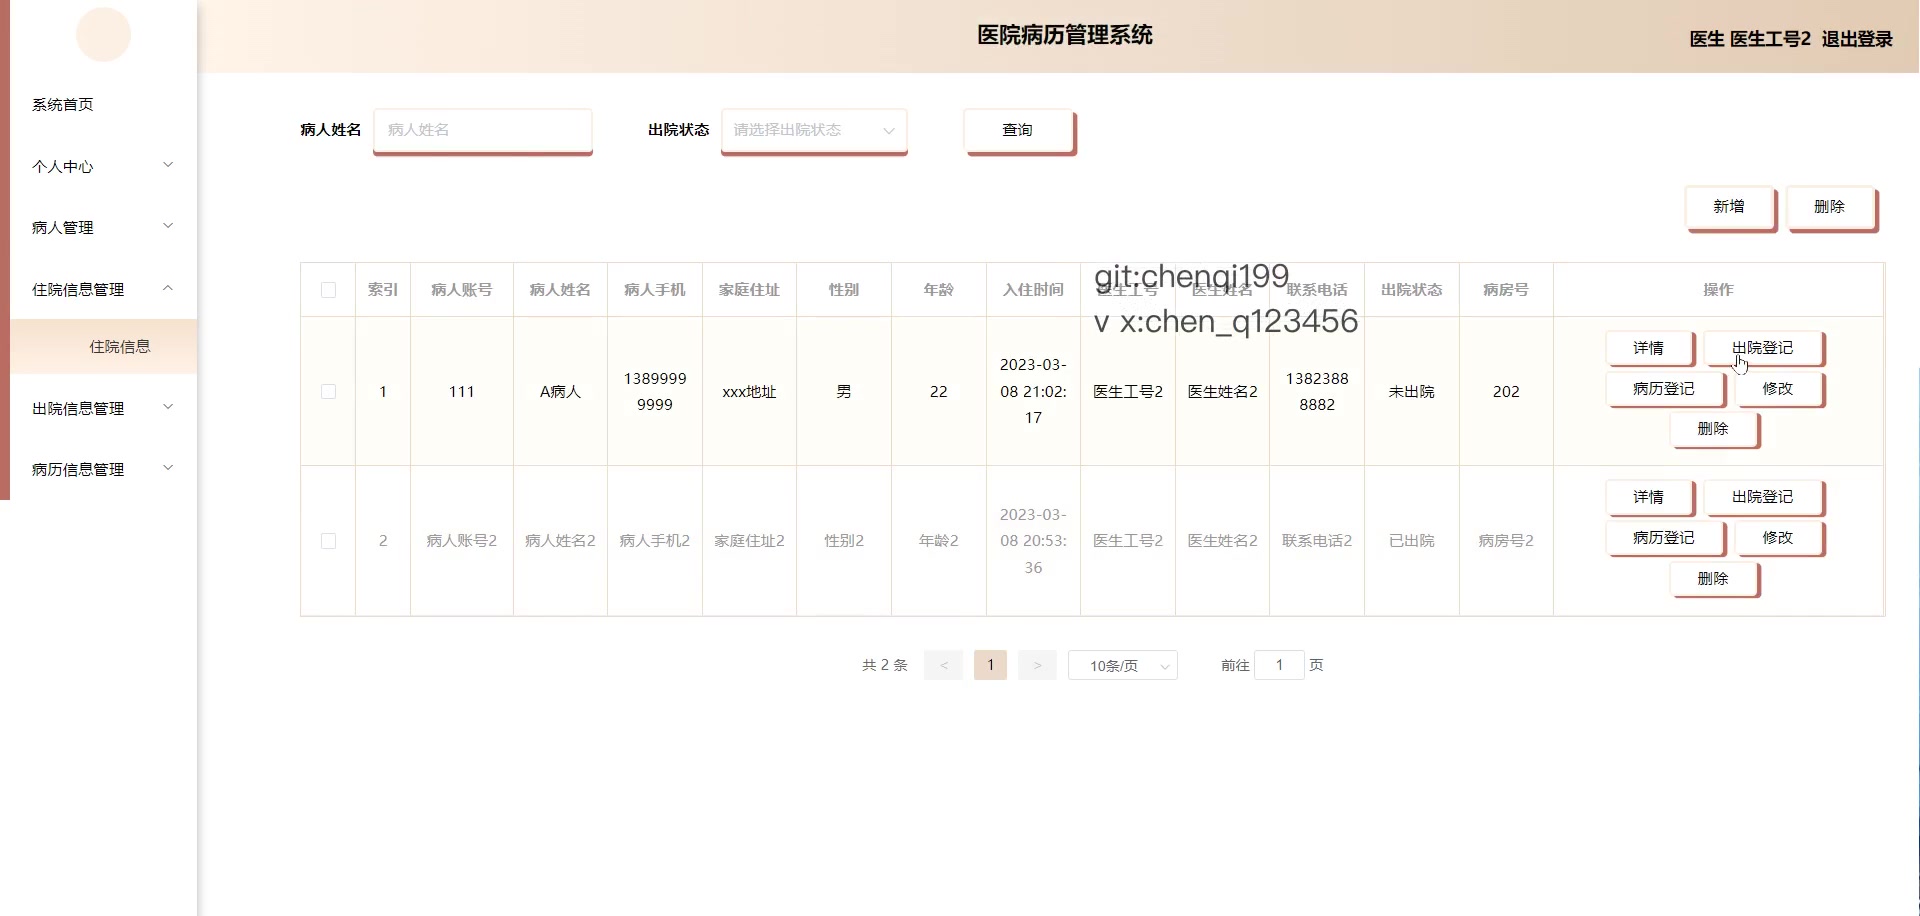 医院病历管理系统
医生 医生工号2 退出登录
系统首页
个人中心
病人管理
住院信息管理
住院信息
出院信息管理
病历信息管理
病人姓名 病人姓名 出院状态 请选择出院状态 查询
新增 删除
git:chenqi199
v x:chen_q123456
索引 病人账号 病人姓名 病人手机 家庭住址 性别 年龄 入住时间 医生工号 医生姓名 联系电话 出院状态 病房号 操作
1 111 A病人 1389999 9999 xxx地址 男 22 2023-03-08 21:02:17 医生工号2 医生姓名2 1382388 8882 未出院 202
详情 出院登记
病历登记 修改
删除
2 病人账号2 病人姓名2 病人手机2 家庭住址2 性别2 年龄2 2023-03-08 20:53:36 医生工号2 医生姓名2 联系电话2 已出院 病房号2
详情 出院登记
病历登记 修改
删除
共 2 条 < 1 > 10条/页 前往 1 页